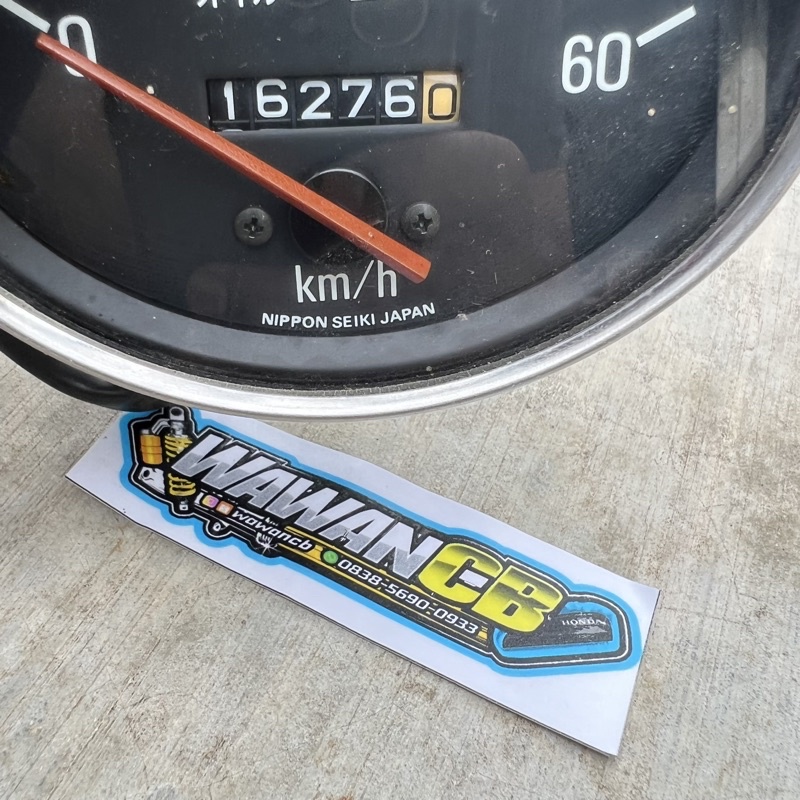 0
60
162760
km/h
NIPPON SEIKI JAPAN
WAWANCB
wawancb
0838-5690-0933
HONDA